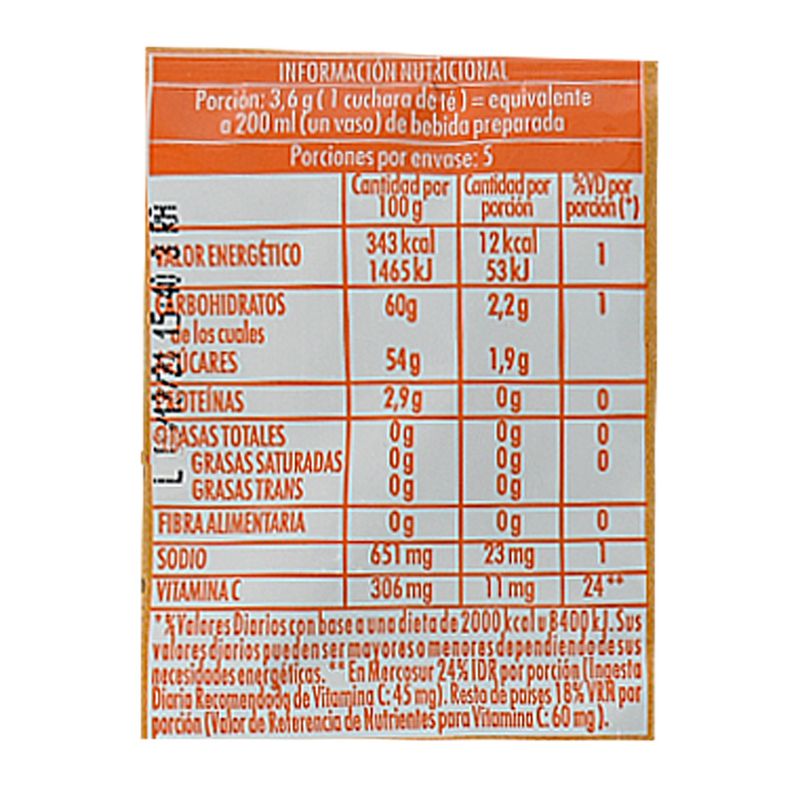 INFORMACIÓN NUTRICIONAL
Porción: 3,6 g ( 1 cuchara de té ) = equivalente
a 200 ml (un vaso) de bebida preparada
Porciones por envase: 5
Cantidad por 100 g Cantidad por porción %VD por porción (*)
VALOR ENERGÉTICO 343 kcal 1465 kJ 12 kcal 53 kJ 1
CARBOHIDRATOS 60g 2,2g 1
de los cuales
AZÚCARES 54g 1,9g
PROTEÍNAS 2,9g 0g 0
GRASAS TOTALES 0g 0g 0
GRASAS SATURADAS 0g 0g 0
GRASAS TRANS 0g 0g
FIBRA ALIMENTARIA 0g 0g 0
SODIO 651 mg 23 mg 1
VITAMINA C 306 mg 11 mg 24**
* %Valores Diarios con base a una dieta de 2000 kcal u 8400 kJ. Sus
valores diarios pueden ser mayores o menores dependiendo de sus
necesidades energéticas. ** En Mercosur 24% IDR por porción (Ingesta
Diaria Recomendada de Vitamina C: 45 mg). Resto de países 18% VRN por
porción (Valor de Referencia de Nutrientes para Vitamina C: 60 mg ).
15:40